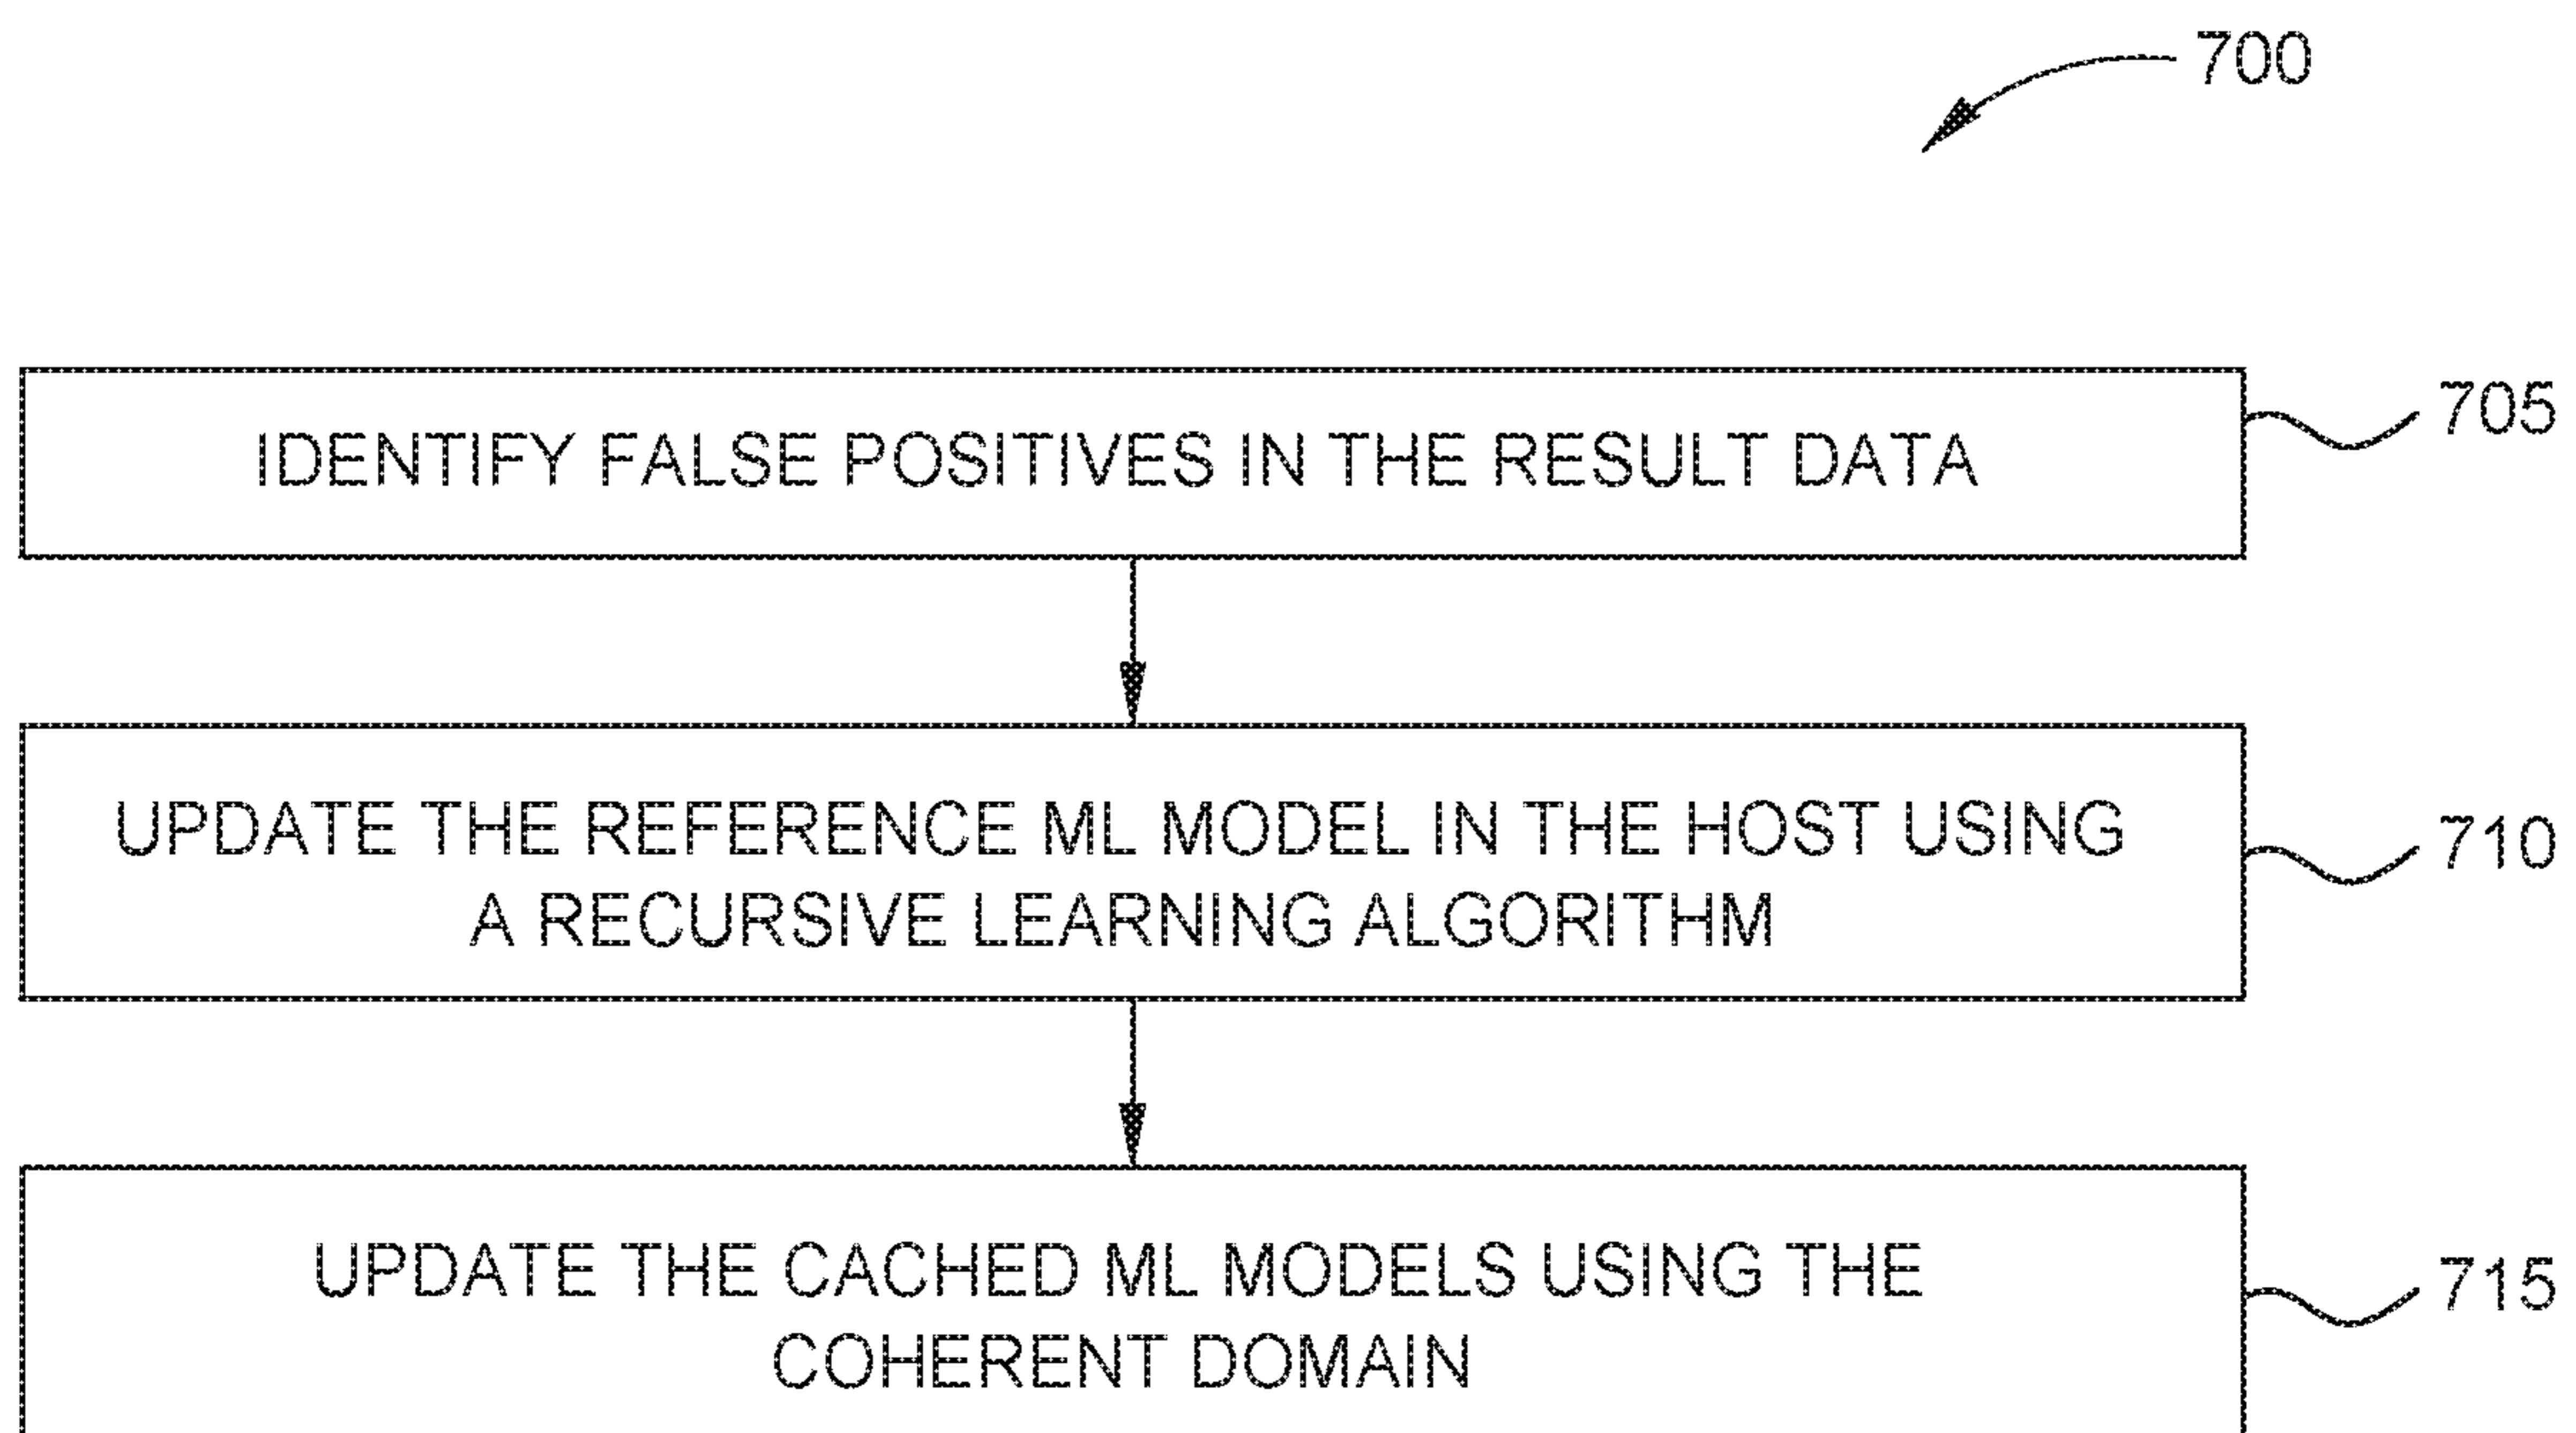 700
IDENTIFY FALSE POSITIVES IN THE RESULT DATA
705
UPDATE THE REFERENCE ML MODEL IN THE HOST USING
A RECURSIVE LEARNING ALGORITHM
710
UPDATE THE CACHED ML MODELS USING THE
COHERENT DOMAIN
715